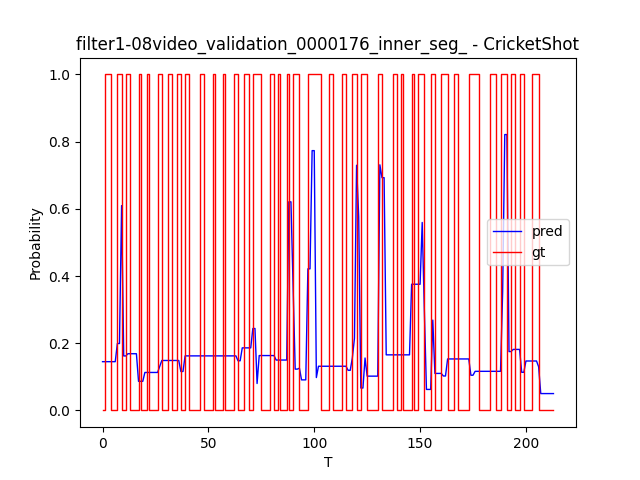 filter1-08video_validation_0000176_inner_seg_ - CricketShot
1.0
0.8
0.6
0.4
0.2
0.0
Probability
pred
gt
0 50 100 150 200
T